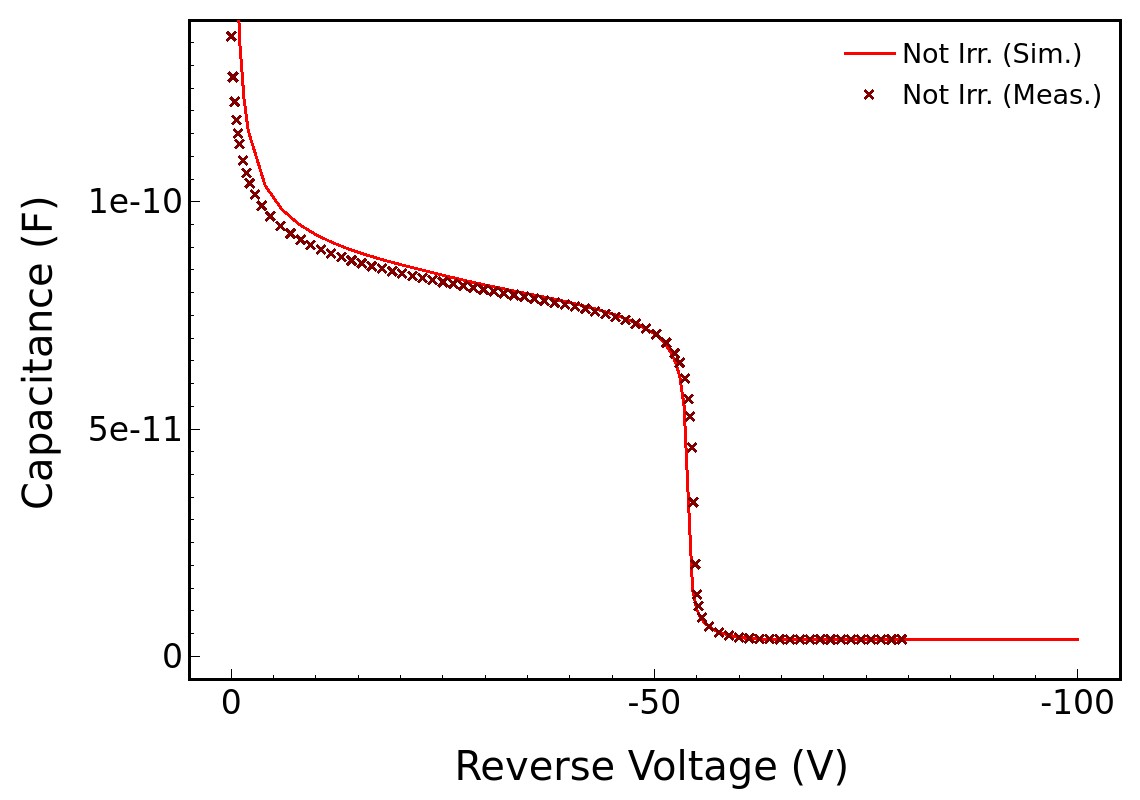 Not Irr. (Sim.)
Not Irr. (Meas.)
1e-10
5e-11
0
Capacitance (F)
0
-50
-100
Reverse Voltage (V)